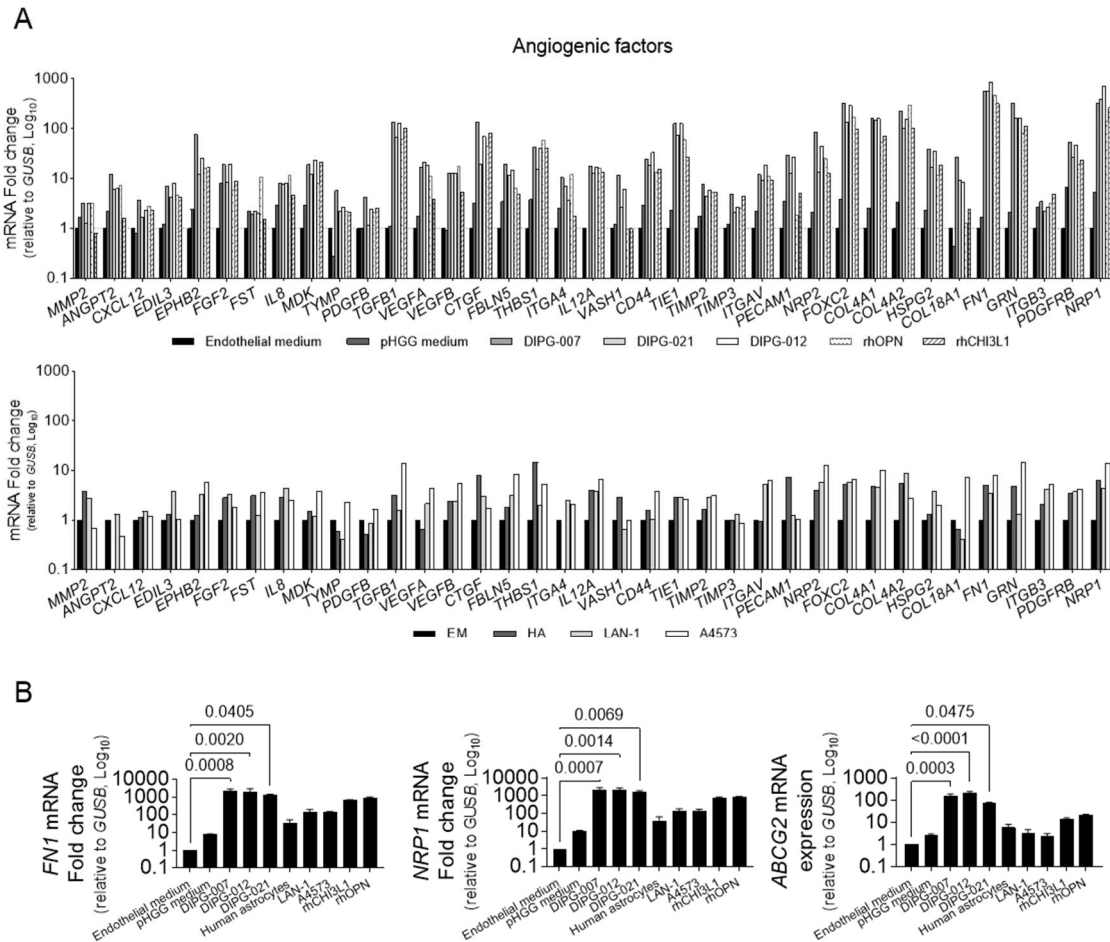 A
Angiogenic factors
mRNA Fold change
(relative to GUSB, Log10)
1000
100
10
1
0.1
MMP2 ANGPT2 CXCL12 EDIL3 EPHB2 FGF2 FST IL8 MDK TYMP PDGFB TGFB1 VEGFA VEGFB CTGF FBLN5 THBS1 ITGA4 IL12A VASH1 CD44 TIE1 TIMP2 TIMP3 ITGAV PECAM1 NRP2 FOXC2 COL4A1 COL4A2 HSPG2 COL18A1 FN1 GRN ITGB3 PDGFRB NRP1
Endothelial medium pHGG medium DIPG-007 DIPG-021 DIPG-012 rhOPN rhCHI3L1
mRNA Fold change
(relative to GUSB, Log10)
1000
100
10
1
0.1
MMP2 ANGPT2 CXCL12 EDIL3 EPHB2 FGF2 FST IL8 MDK TYMP PDGFB TGFB1 VEGFA VEGFB CTGF FBLN5 THBS1 ITGA4 IL12A VASH1 CD44 TIE1 TIMP2 TIMP3 ITGAV PECAM1 NRP2 FOXC2 COL4A1 COL4A2 HSPG2 COL18A1 FN1 GRN ITGB3 PDGFRB NRP1
EM HA LAN-1 A4573
B
FN1 mRNA
Fold change
(relative to GUSB, Log10)
0.0405
0.0020
0.0008
10000
1000
100
10
1
0.1
Endothelial medium
pHGG medium
DIPG-007
DIPG-012
DIPG-021
Human astrocytes
LAN-1
A4573
rhCHI3L1
rhOPN
NRP1 mRNA
Fold change
(relative to GUSB, Log10)
0.0069
0.0014
0.0007
10000
1000
100
10
1
0.1
Endothelial medium
pHGG medium
DIPG-007
DIPG-012
DIPG-021
Human astrocytes
LAN-1
A4573
rhCHI3L1
rhOPN
ABCG2 mRNA
expression
(relative to GUSB, Log10)
0.0475
<0.0001
0.0003
10000
1000
100
10
1
0.1
Endothelial medium
pHGG medium
DIPG-007
DIPG-012
DIPG-021
Human astrocytes
LAN-1
A4573
rhCHI3L1
rhOPN